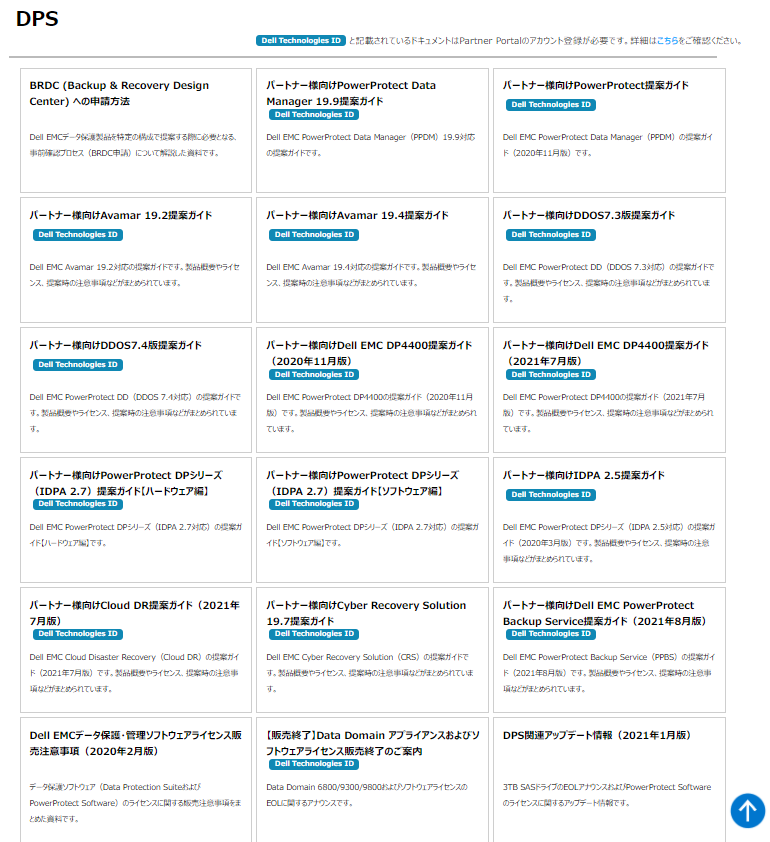 DPS
Dell Technologies ID と記載されているドキュメントはPartner Portalのアカウント登録が必要です。詳細はこちらをご確認ください。
BRDC (Backup & Recovery Design
Center) への申請方法
Dell EMCデータ保護製品を特定の構成で提案する際に必要となる、
事前確認プロセス（BRDC申請）について解説した資料です。
パートナー様向けPowerProtect Data
Manager 19.9提案ガイド
Dell Technologies ID
Dell EMC PowerProtect Data Manager（PPDM）19.9対応
の提案ガイドです。
パートナー様向けPowerProtect提案ガイド
Dell Technologies ID
Dell EMC PowerProtect Data Manager（PPDM）の提案ガイ
ド（2020年11月版）です。
パートナー様向けAvamar 19.2提案ガイド
Dell Technologies ID
Dell EMC Avamar 19.2対応の提案ガイドです。製品概要やライセ
ンス、提案時の注意事項などがまとめられています。
パートナー様向けAvamar 19.4提案ガイド
Dell Technologies ID
Dell EMC Avamar 19.4対応の提案ガイドです。製品概要やライセ
ンス、提案時の注意事項などがまとめられています。
パートナー様向けDDOS7.3版提案ガイド
Dell Technologies ID
Dell EMC PowerProtect DD（DDOS 7.3対応）の提案ガイドで
す。製品概要やライセンス、提案時の注意事項などがまとめられていま
す。
パートナー様向けDDOS7.4版提案ガイド
Dell Technologies ID
Dell EMC PowerProtect DD（DDOS 7.4対応）の提案ガイドで
す。製品概要やライセンス、提案時の注意事項などがまとめられていま
す。
パートナー様向けDell EMC DP4400提案ガイド
（2020年11月版）
Dell Technologies ID
Dell EMC PowerProtect DP4400の提案ガイド（2020年11月
版）です。製品概要やライセンス、提案時の注意事項などがまとめられ
ています。
パートナー様向けDell EMC DP4400提案ガイド
（2021年7月版）
Dell Technologies ID
Dell EMC PowerProtect DP4400の提案ガイド（2021年7月
版）です。製品概要やライセンス、提案時の注意事項などがまとめられ
ています。
パートナー様向けPowerProtect DPシリーズ
（IDPA 2.7）提案ガイド【ハードウェア編】
Dell Technologies ID
Dell EMC PowerProtect DPシリーズ（IDPA 2.7対応）の提案ガ
イド【ハードウェア編】です。
パートナー様向けPowerProtect DPシリーズ
（IDPA 2.7）提案ガイド【ソフトウェア編】
Dell Technologies ID
Dell EMC PowerProtect DPシリーズ（IDPA 2.7対応）の提案ガ
イド【ソフトウェア編】です。
パートナー様向けIDPA 2.5提案ガイド
Dell Technologies ID
Dell EMC PowerProtect DPシリーズ（IDPA 2.5対応）の提案ガ
イド（2020年3月版）です。製品概要やライセンス、提案時の注意
事項などがまとめられています。
パートナー様向けCloud DR提案ガイド（2021年
7月版）
Dell Technologies ID
Dell EMC Cloud Disaster Recovery（Cloud DR）の提案ガイ
ド（2021年7月版）です。製品概要やライセンス、提案時の注意事
項などがまとめられています。
パートナー様向けCyber Recovery Solution
19.7提案ガイド
Dell Technologies ID
Dell EMC Cyber Recovery Solution（CRS）の提案ガイドで
す。製品概要やライセンス、提案時の注意事項などがまとめられていま
す。
パートナー様向けDell EMC PowerProtect
Backup Service提案ガイド（2021年8月版）
Dell Technologies ID
Dell EMC PowerProtect Backup Service（PPBS）の提案ガ
イド（2021年8月版）です。製品概要やライセンス、提案時の注意事
項などがまとめられています。
Dell EMCデータ保護・管理ソフトウェアライセンス販
売注意事項（2020年2月版）
データ保護ソフトウェア（Data Protection Suiteおよび
PowerProtect Software）のライセンスに関する販売注意事項をま
とめた資料です。
【販売終了】Data Domain アプライアンスおよびソ
フトウェアライセンス販売終了のご案内
Dell Technologies ID
Data Domain 6800/9300/9800およびソフトウェアライセンスの
EOLに関するアナウンスです。
DPS関連アップデート情報（2021年1月版）
3TB SASドライブのEOLアナウンスおよびPowerProtect Software
のライセンスに関するアップデート情報です。